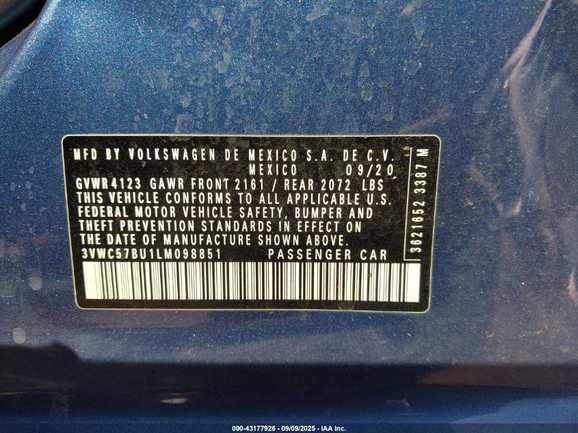 MFD BY VOLKSWAGEN DE MEXICO S.A. DE C.V.
MEXICO 09/20
GVWR 4123 GAWR FRONT 2161 / REAR 2072 LBS
THIS VEHICLE CONFORMS TO ALL APPLICABLE U.S.
FEDERAL MOTOR VEHICLE SAFETY, BUMPER AND
THEFT PREVENTION STANDARDS IN EFFECT ON
THE DATE OF MANUFACTURE SHOWN ABOVE.
3VWC57BU1LM098851 PASSENGER CAR
3621652 3387 M
000-43177926 - 09/09/2025 - IAA Inc.